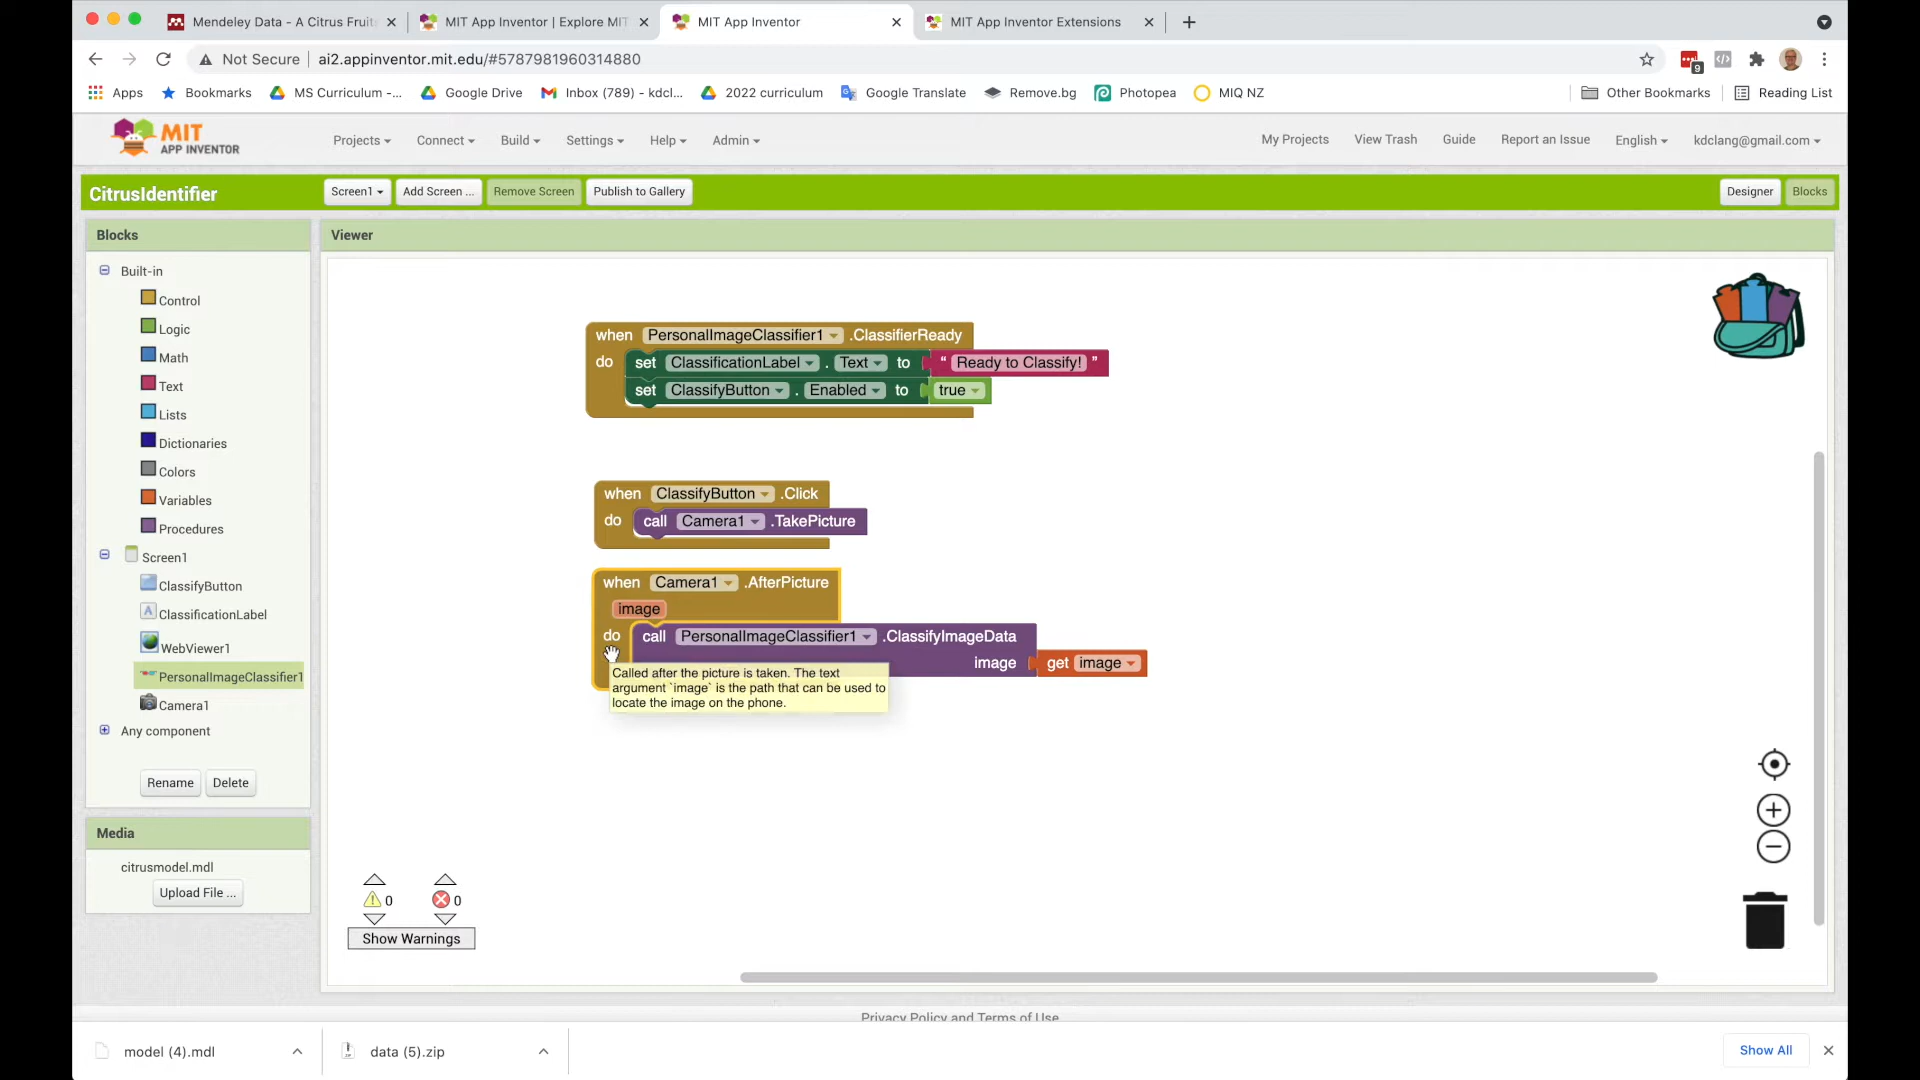 Mendeley Data - A Citrus Fruits
MIT App Inventor | Explore MIT
MIT App Inventor
MIT App Inventor Extensions
Not Secure | ai2.appinventor.mit.edu/#5787981960314880
9
Apps
Bookmarks
MS Curriculum -...
Google Drive
Inbox (789) - kdcl...
2022 curriculum
Google Translate
Remove.bg
Photopea
MIQ NZ
Other Bookmarks
Reading List
MIT
APP INVENTOR
Projects
Connect
Build
Settings
Help
Admin
My Projects
View Trash
Guide
Report an Issue
English
kdclang@gmail.com
CitrusIdentifier
Screen1
Add Screen ...
Remove Screen
Publish to Gallery
Designer
Blocks
Blocks
Viewer
Built-in
Control
Logic
Math
Text
Lists
Dictionaries
Colors
Variables
Procedures
Screen1
ClassifyButton
ClassificationLabel
WebViewer1
PersonalImageClassifier1
Camera1
Any component
Rename
Delete
Media
citrusmodel.mdl
Upload File ...
when PersonalImageClassifier1 .ClassifierReady
do set ClassificationLabel . Text to “ Ready to Classify! ”
set ClassifyButton . Enabled to true
when ClassifyButton .Click
do call Camera1 .TakePicture
when Camera1 .AfterPicture
image
do call PersonalImageClassifier1 .ClassifyImageData
image get image
Called after the picture is taken. The text
argument `image` is the path that can be used to
locate the image on the phone.
0
0
Show Warnings
Privacy Policy and Terms of Use
model (4).mdl
data (5).zip
Show All